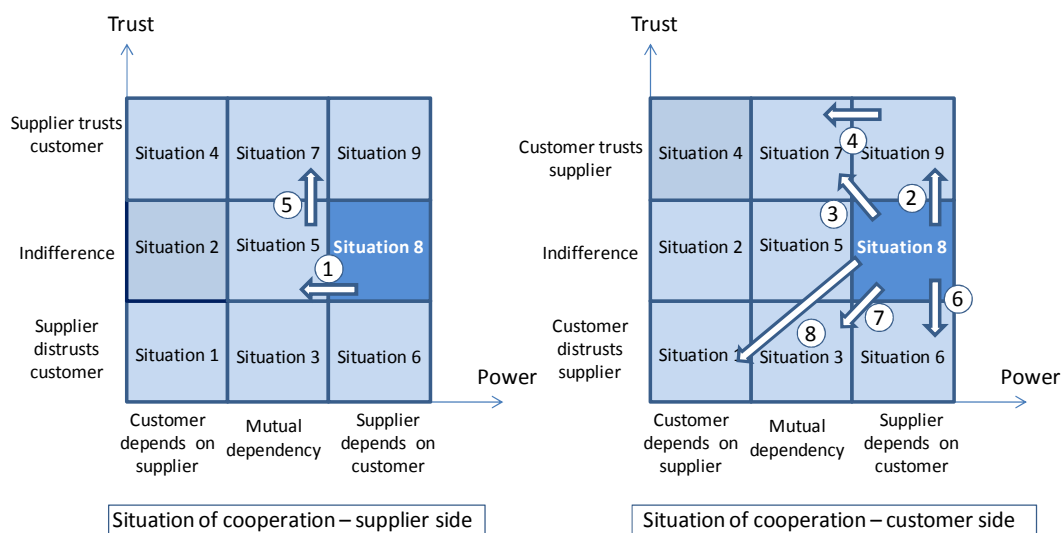 Trust
Supplier trusts
customer
Indifference
Supplier
distrusts
customer
Situation 4
Situation 7
Situation 9
5
Situation 2
Situation 5
Situation 8
1
Situation 1
Situation 3
Situation 6
Power
Customer
depends on
supplier
Mutual
dependency
Supplier
depends on
customer
Situation of cooperation – supplier side
Trust
Customer trusts
supplier
Indifference
Customer
distrusts
supplier
4
Situation 4
Situation 7
Situation 9
2
3
Situation 2
Situation 5
Situation 8
6
7
8
Situation
Situation 3
Situation 6
Power
Customer
depends on
supplier
Mutual
dependency
Supplier
depends on
customer
Situation of cooperation – customer side